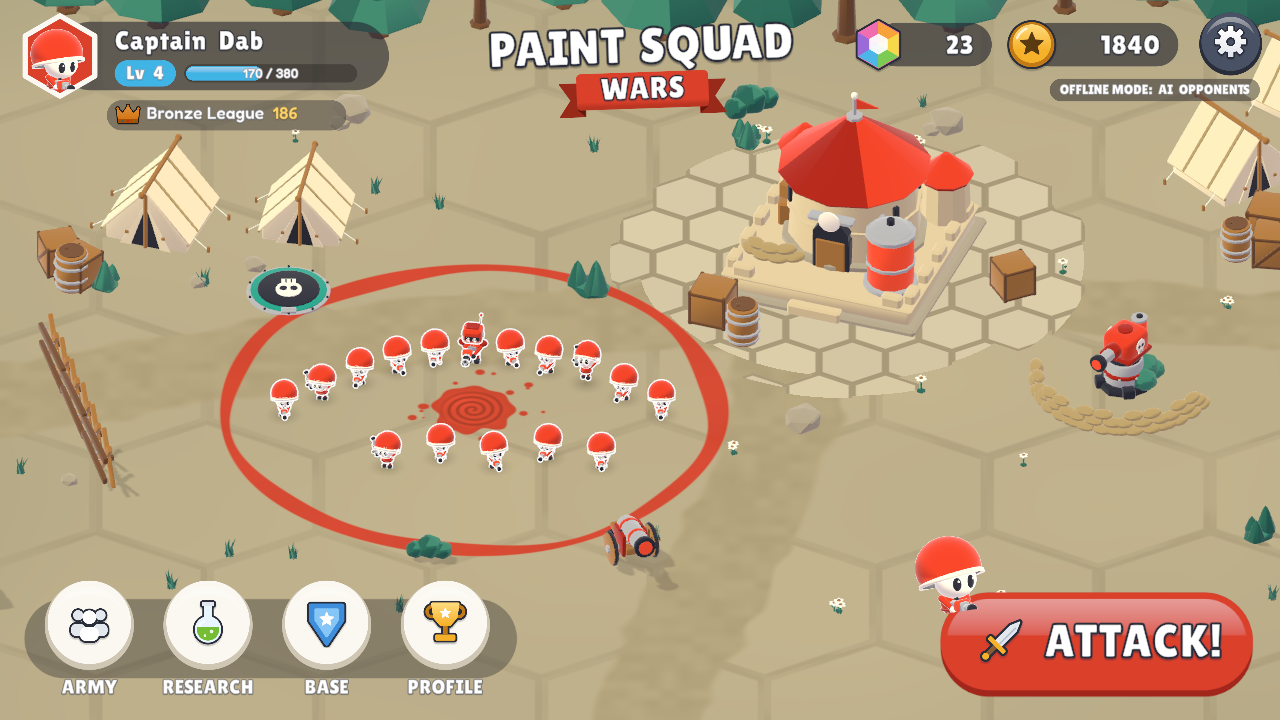 Captain Dab
Lv 4
170 / 380
Bronze League 186
PAINT SQUAD
WARS
23
1840
OFFLINE MODE: AI OPPONENTS
ARMY
RESEARCH
BASE
PROFILE
ATTACK!